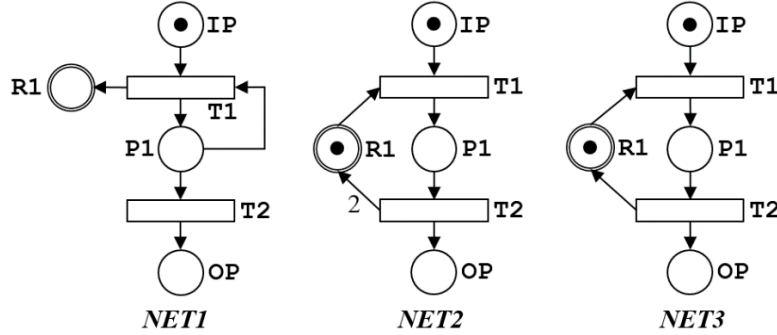 IP IP IP
R1 T1 T1 T1
P1 R1 P1 R1 P1
T2 2 T2 T2
OP OP OP
NET1 NET2 NET3